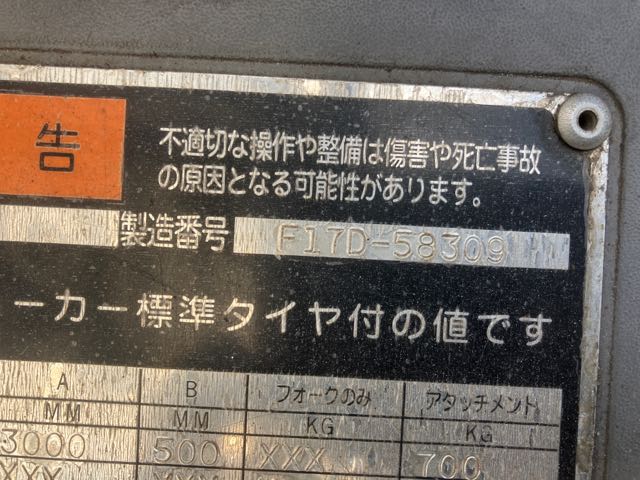 告
不適切な操作や整備は傷害や死亡事故
の原因となる可能性があります。
製造番号 F17D-58309
ーカー標準タイヤ付の値です
A B フォークのみ アタッチメント
MM MM KG KG
3000 500 XXX 700
XXX XXX